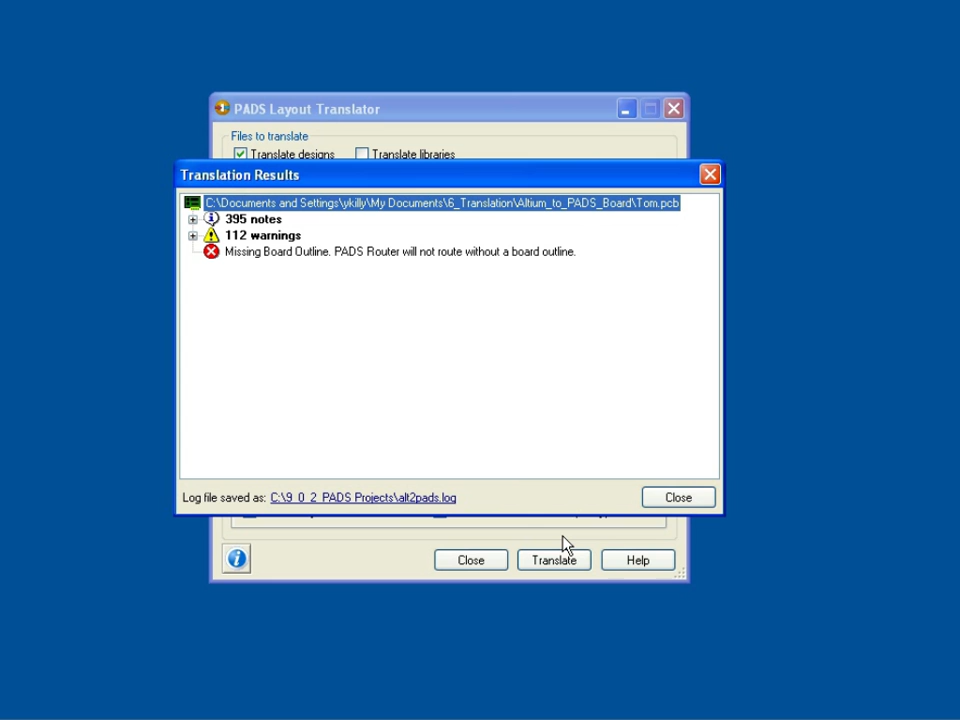 PADS Layout Translator
Files to translate
Translate designs Translate libraries
Translation Results
C:\Documents and Settings\ykilly\My Documents\6_Translation\Altium_to_PADS_Board\Tom.pcb
395 notes
112 warnings
Missing Board Outline. PADS Router will not route without a board outline.
Log file saved as: C:\9_0_2_PADS Projects\alt2pads.log Close
Close Translate Help